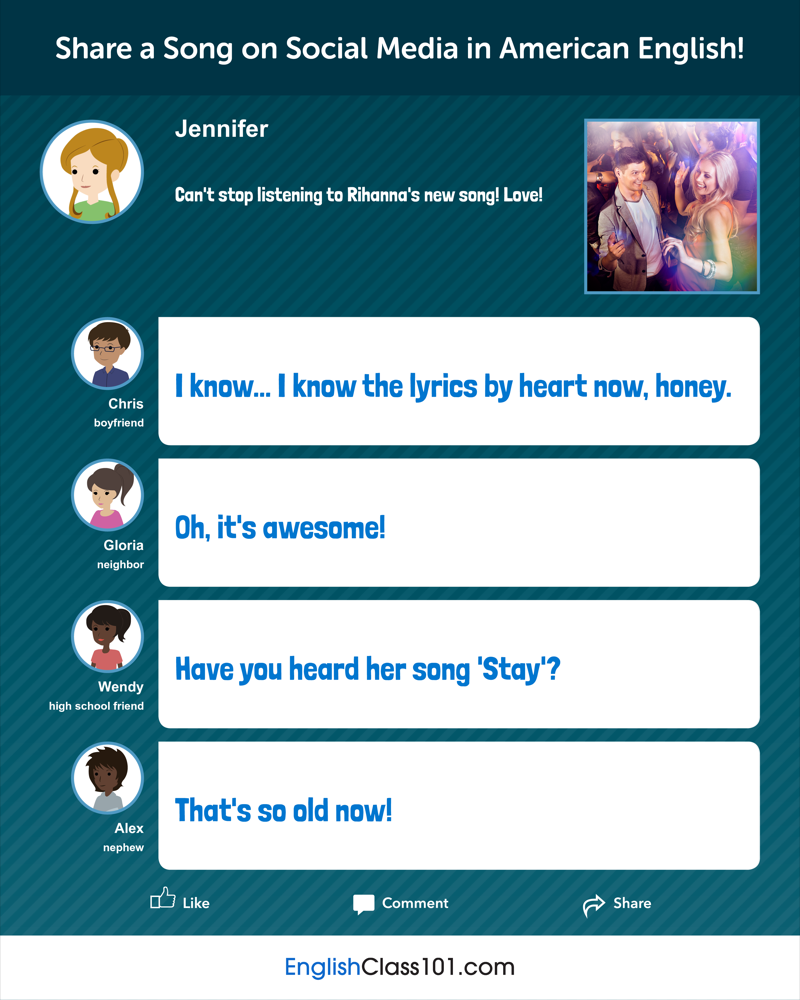 Share a Song on Social Media in American English!
Jennifer
Can't stop listening to Rihanna's new song! Love!
Chris
boyfriend
I know... I know the lyrics by heart now, honey.
Gloria
neighbor
Oh, it's awesome!
Wendy
high school friend
Have you heard her song 'Stay'?
Alex
nephew
That's so old now!
Like
Comment
Share
EnglishClass101.com